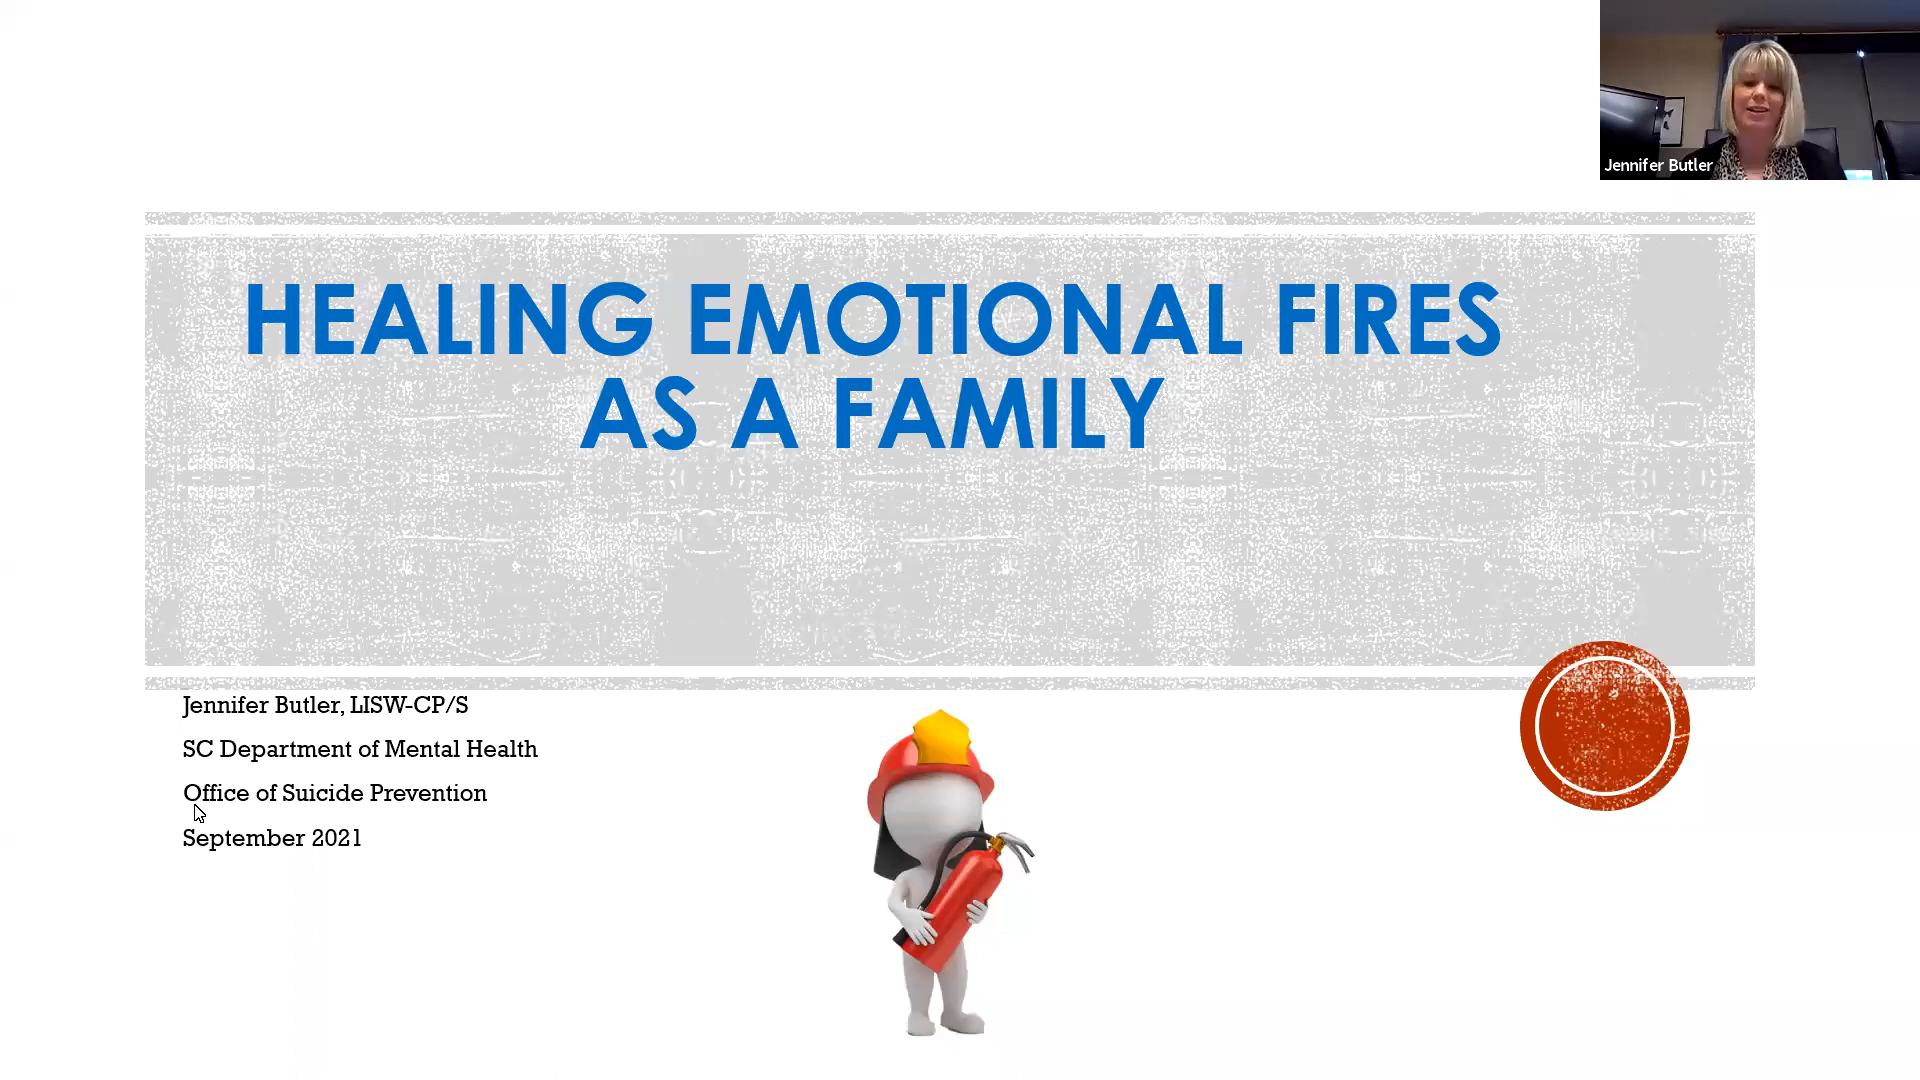 Jennifer Butler
HEALING EMOTIONAL FIRES
AS A FAMILY
Jennifer Butler, LISW-CP/S
SC Department of Mental Health
Office of Suicide Prevention
September 2021